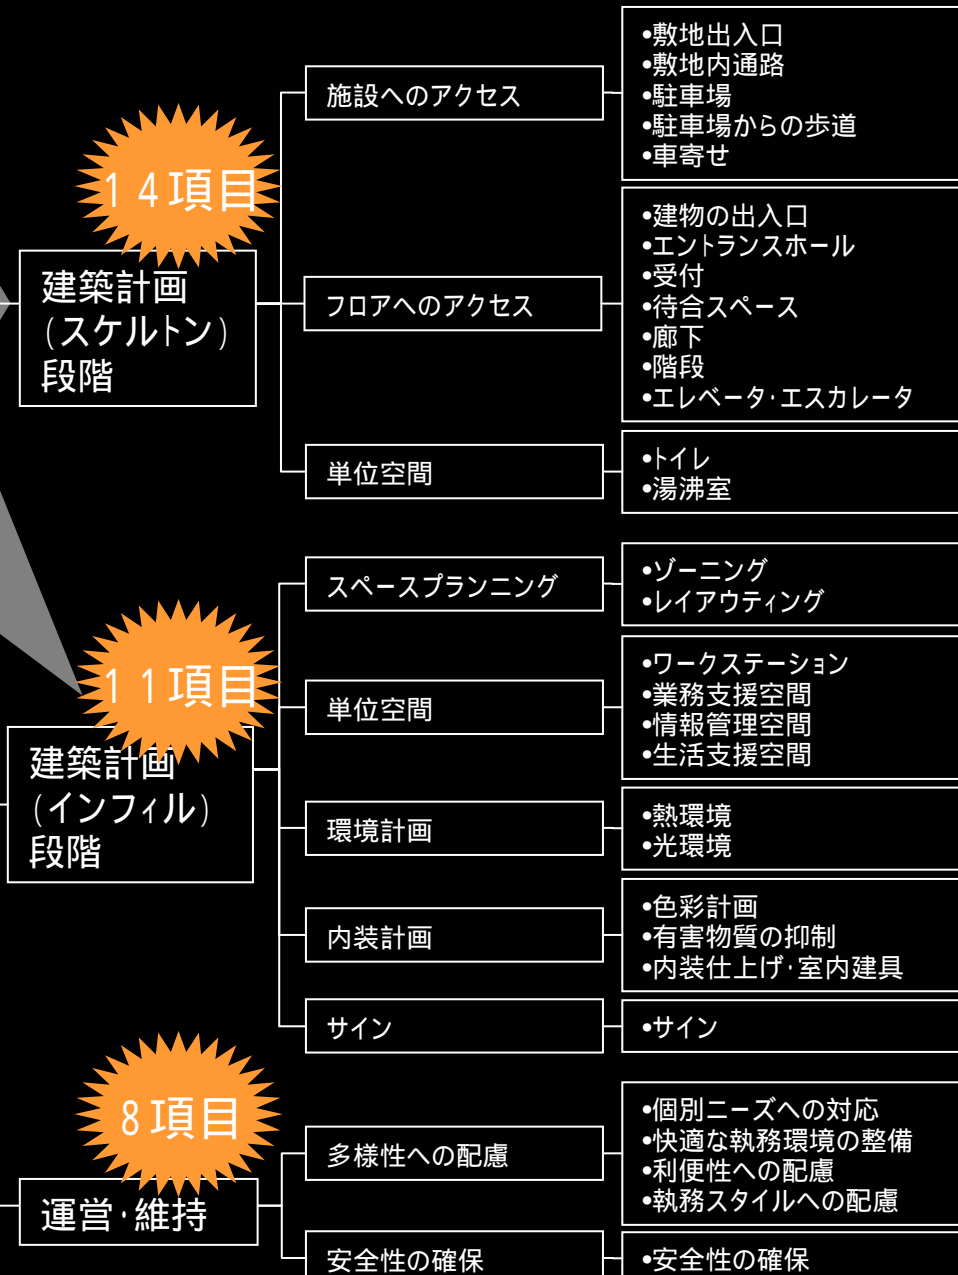 14項目
建築計画
(スケルトン)
段階
施設へのアクセス
•敷地出入口
•敷地内通路
•駐車場
•駐車場からの歩道
•車寄せ
フロアへのアクセス
•建物の出入口
•エントランスホール
•受付
•待合スペース
•廊下
•階段
•エレベータ・エスカレータ
単位空間
•トイレ
•湯沸室
11項目
建築計画
(インフィル)
段階
スペースプランニング
•ゾーニング
•レイアウティング
単位空間
•ワークステーション
•業務支援空間
•情報管理空間
•生活支援空間
環境計画
•熱環境
•光環境
内装計画
•色彩計画
•有害物質の抑制
•内装仕上げ・室内建具
サイン
•サイン
8項目
運営・維持
多様性への配慮
•個別ニーズへの対応
•快適な執務環境の整備
•利便性への配慮
•執務スタイルへの配慮
安全性の確保
•安全性の確保